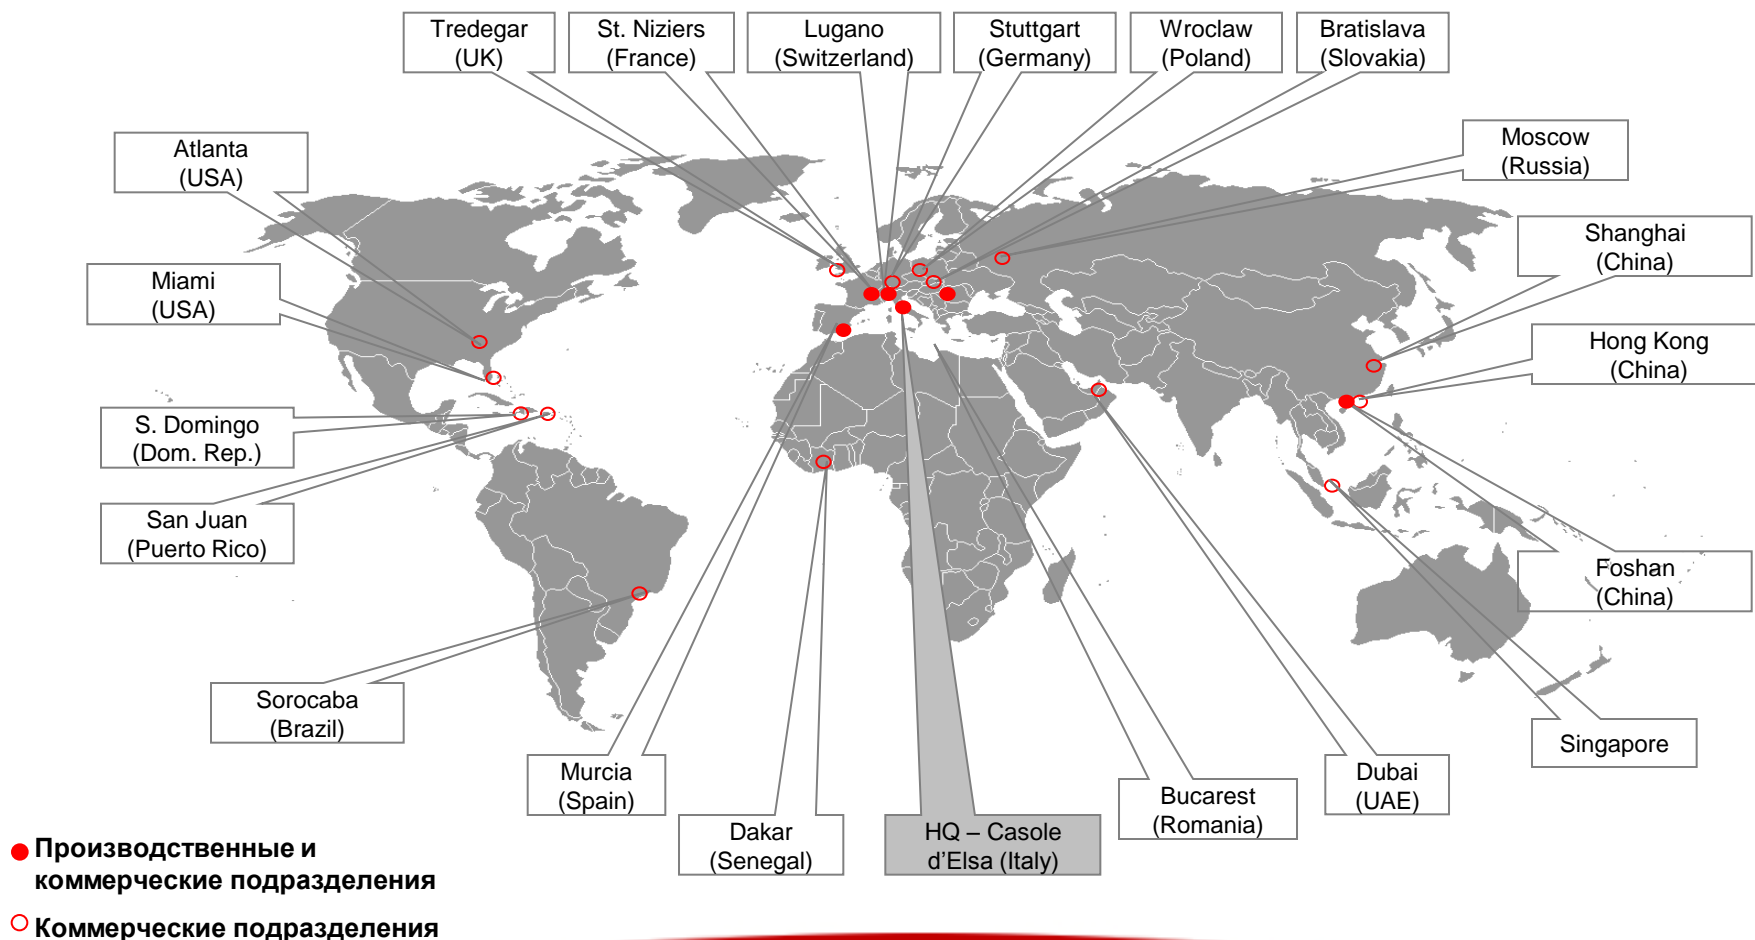 Tredegar
(UK)
St. Niziers
(France)
Lugano
(Switzerland)
Stuttgart
(Germany)
Wroclaw
(Poland)
Bratislava
(Slovakia)
Atlanta
(USA)
Moscow
(Russia)
Shanghai
(China)
Miami
(USA)
Hong Kong
(China)
S. Domingo
(Dom. Rep.)
San Juan
(Puerto Rico)
Foshan
(China)
Sorocaba
(Brazil)
Singapore
Murcia
(Spain)
Dakar
(Senegal)
HQ – Casole
d’Elsa (Italy)
Bucarest
(Romania)
Dubai
(UAE)
Производственные и
коммерческие подразделения
Коммерческие подразделения